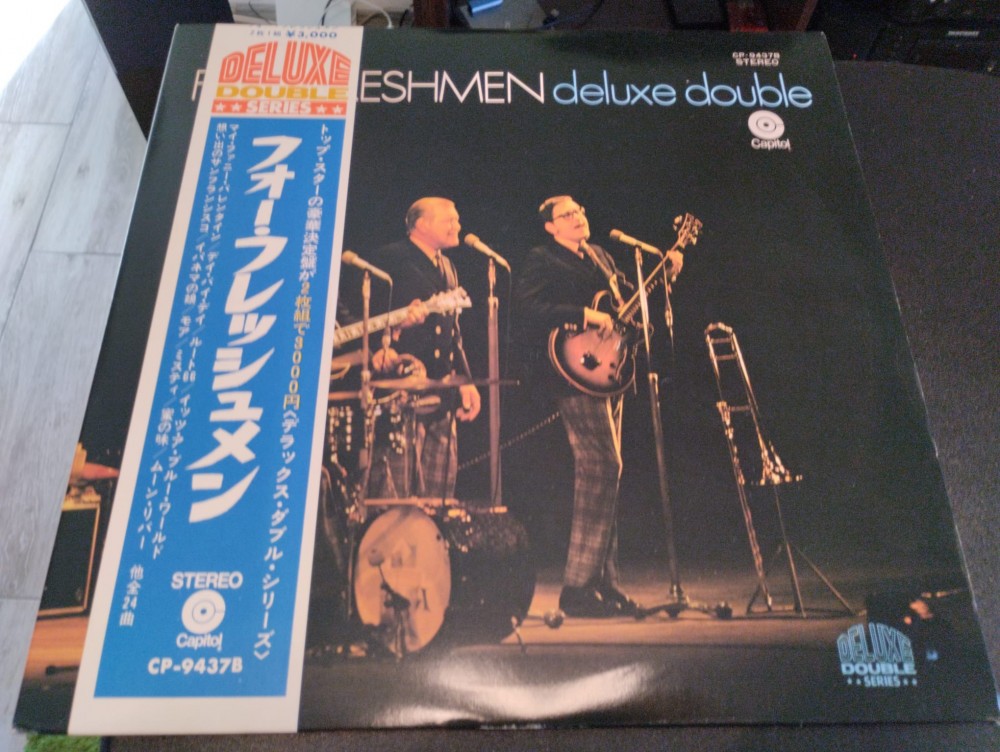 2枚1組 ¥3,000
DELUXE
DOUBLE
★★SERIES★★
F RESHMEN deluxe double
CP-9437B
STEREO
Capitol
トップ・スターの豪華決定盤が2枚組で3000円〈デラックス・ダブル・シリーズ〉
フォー・フレッシュメン
マイ・ファニー・バレンタイン/デイ・バイ・デイ/ルート66/イッツ・ア・ブルー・ワールド
想い出のサンフランシスコ/イパネマの娘/モア/ミスティ/蜜の味/ムーン・リバー
他全24曲
STEREO
Capitol
CP-9437B
DELUXE
DOUBLE
★★SERIES★★